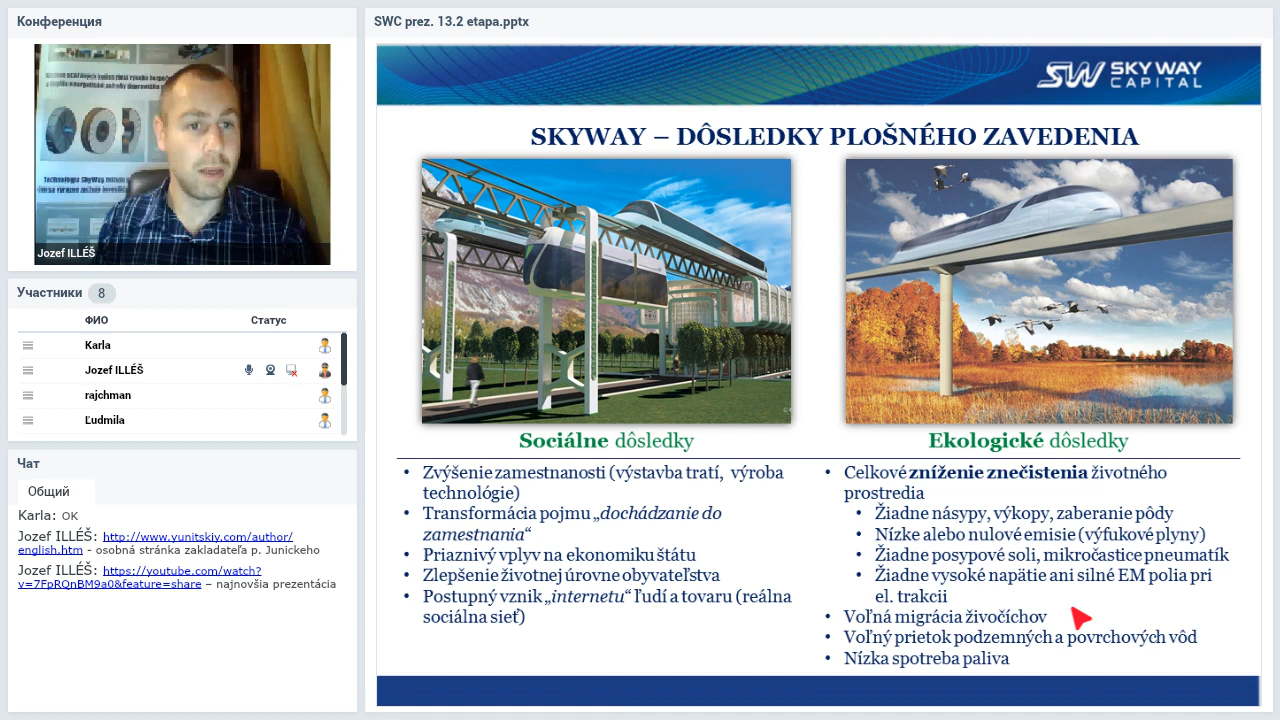 Конференция
Jozef ILLÉŠ
Участники 8
ФИО Статус
Karla
Jozef ILLÉŠ
rajchman
Ľudmila
Чат
Общий
Karla: OK
Jozef ILLÉŠ: http://www.yunitskiy.com/author/
english.htm - osobná stránka zakladateľa p. Junickeho
Jozef ILLÉŠ: https://youtube.com/watch?
v=7FpRQnBM9a0&feature=share – najnovšia prezentácia
SWC prez. 13.2 etapa.pptx
SW SKY WAY
CAPITAL
SKYWAY – DÔSLEDKY PLOŠNÉHO ZAVEDENIA
Sociálne dôsledky
• Zvýšenie zamestnanosti (výstavba tratí, výroba
technológie)
• Transformácia pojmu „dochádzanie do
zamestnania“
• Priaznivý vplyv na ekonomiku štátu
• Zlepšenie životnej úrovne obyvateľstva
• Postupný vznik „internetu“ ľudí a tovaru (reálna
sociálna sieť)
Ekologické dôsledky
• Celkové zníženie znečistenia životného
prostredia
• Žiadne násypy, výkopy, zaberanie pôdy
• Nízke alebo nulové emisie (výfukové plyny)
• Žiadne posypové soli, mikročastice pneumatík
• Žiadne vysoké napätie ani silné EM polia pri
el. trakcii
• Voľná migrácia živočíchov
• Voľný prietok podzemných a povrchových vôd
• Nízka spotreba paliva